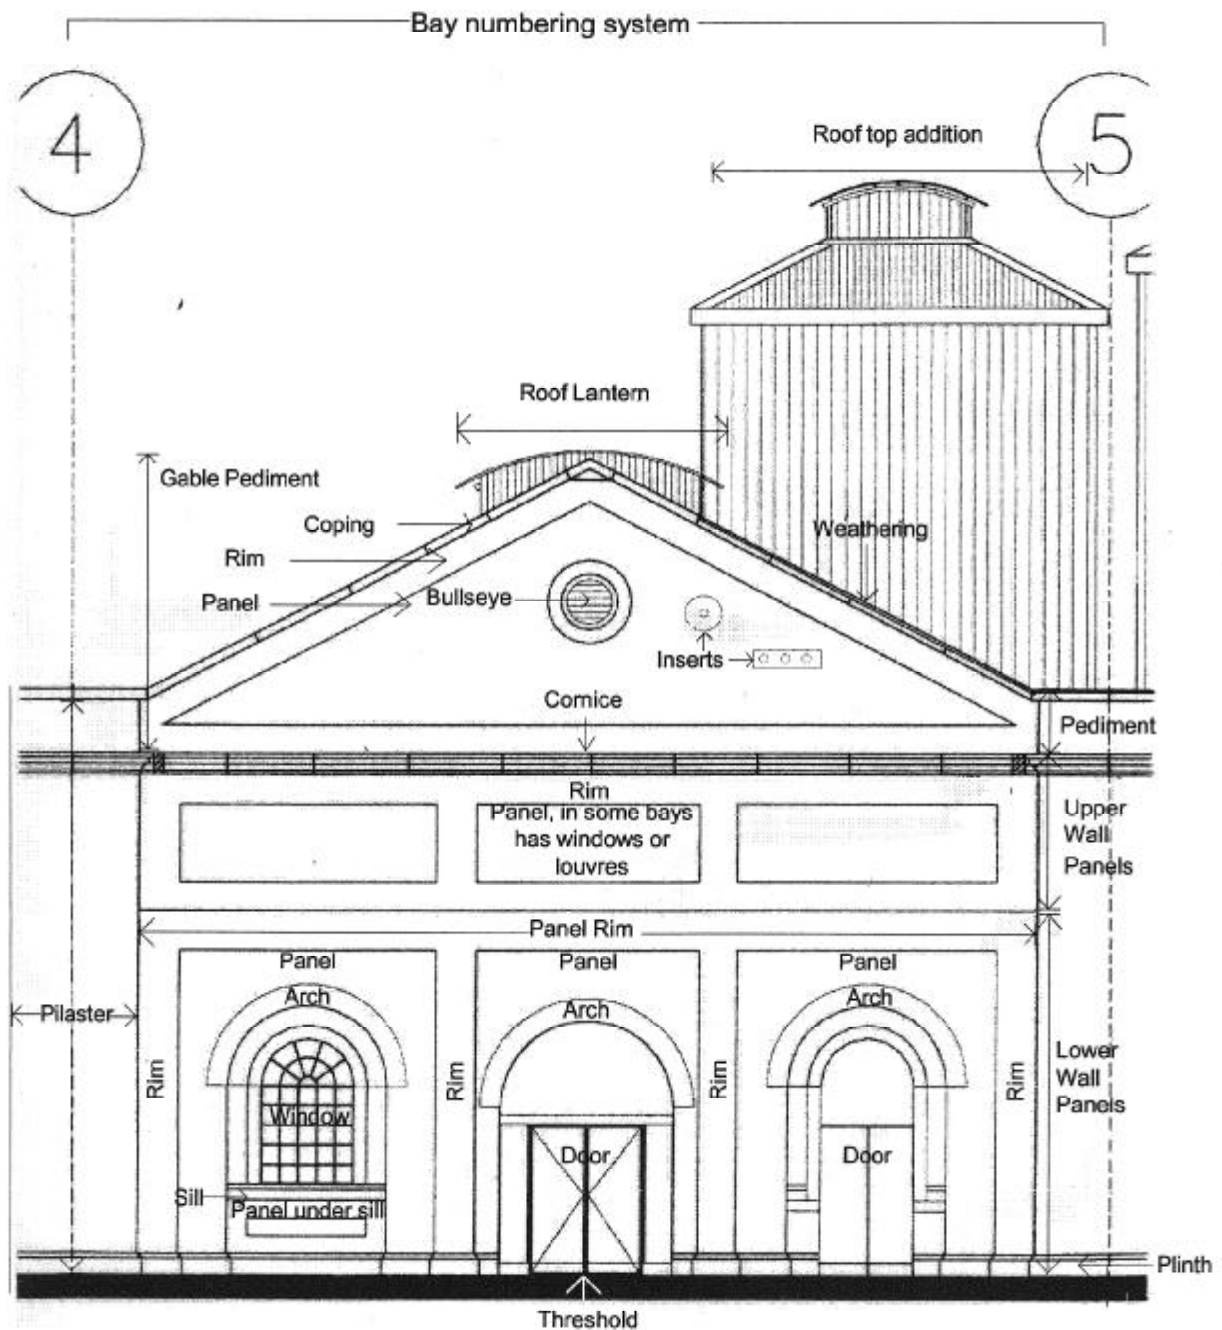 Bay numbering system
4
5
Roof top addition
Roof Lantern
Gable Pediment
Coping
Weathering
Rim
Panel
Bullseye
Inserts
Cornice
Pediment
Rim
Panel, in some bays
has windows or
louvres
Upper
Wall
Panels
Panel Rim
Panel
Panel
Panel
Arch
Arch
Arch
Pilaster
Rim
Rim
Rim
Rim
Lower
Wall
Panels
Window
Door
Door
Sill
Panel under sill
Plinth
Threshold